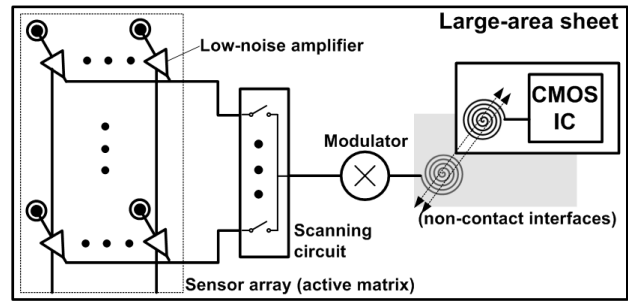 Large-area sheet
Low-noise amplifier
CMOS
IC
Modulator
(non-contact interfaces)
Scanning
circuit
Sensor array (active matrix)